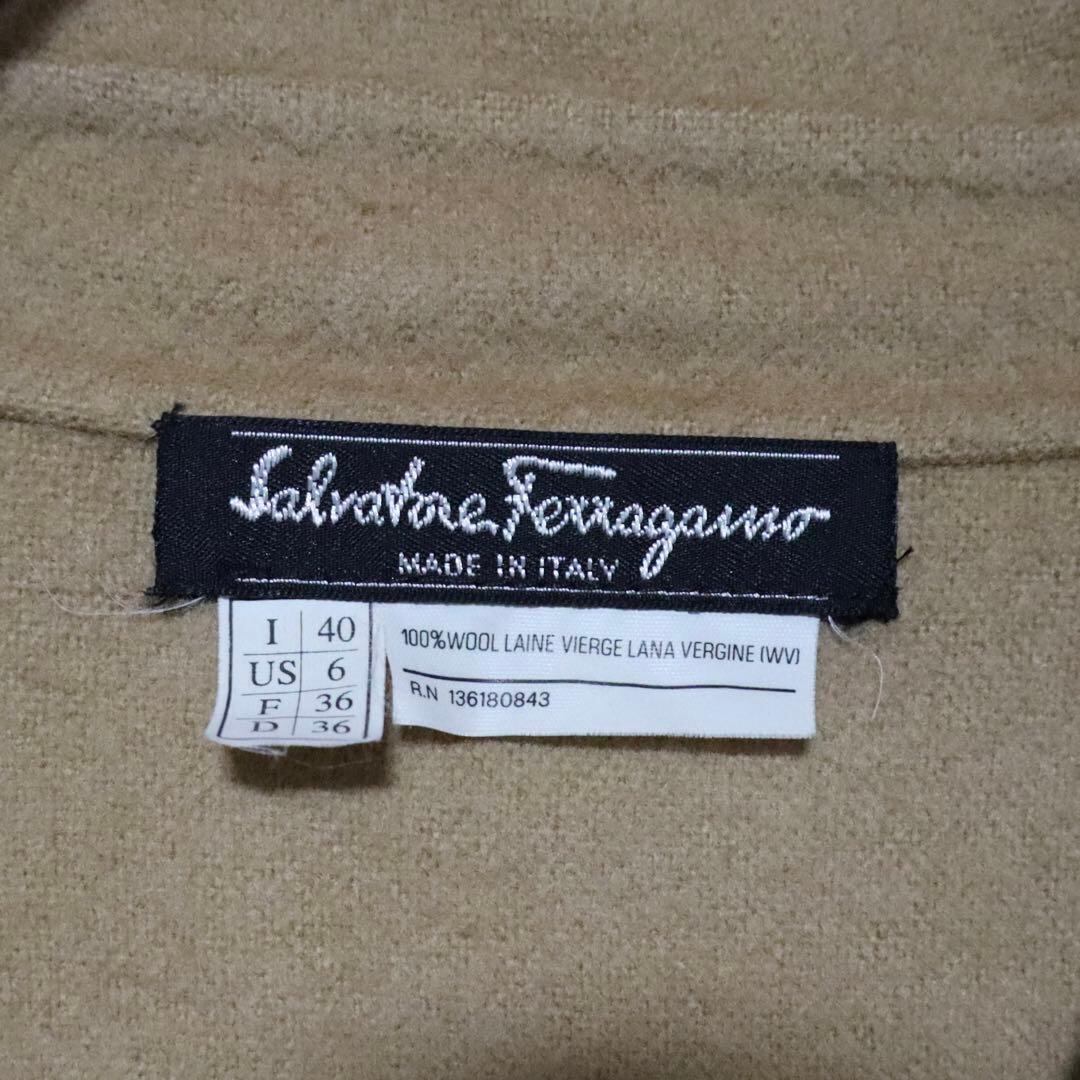 Salvatore Ferragamo
MADE IN ITALY
I 40
US 6
F 36
D 36
100% WOOL LAINE VIERGE LANA VERGINE (WV)
R.N 136180843